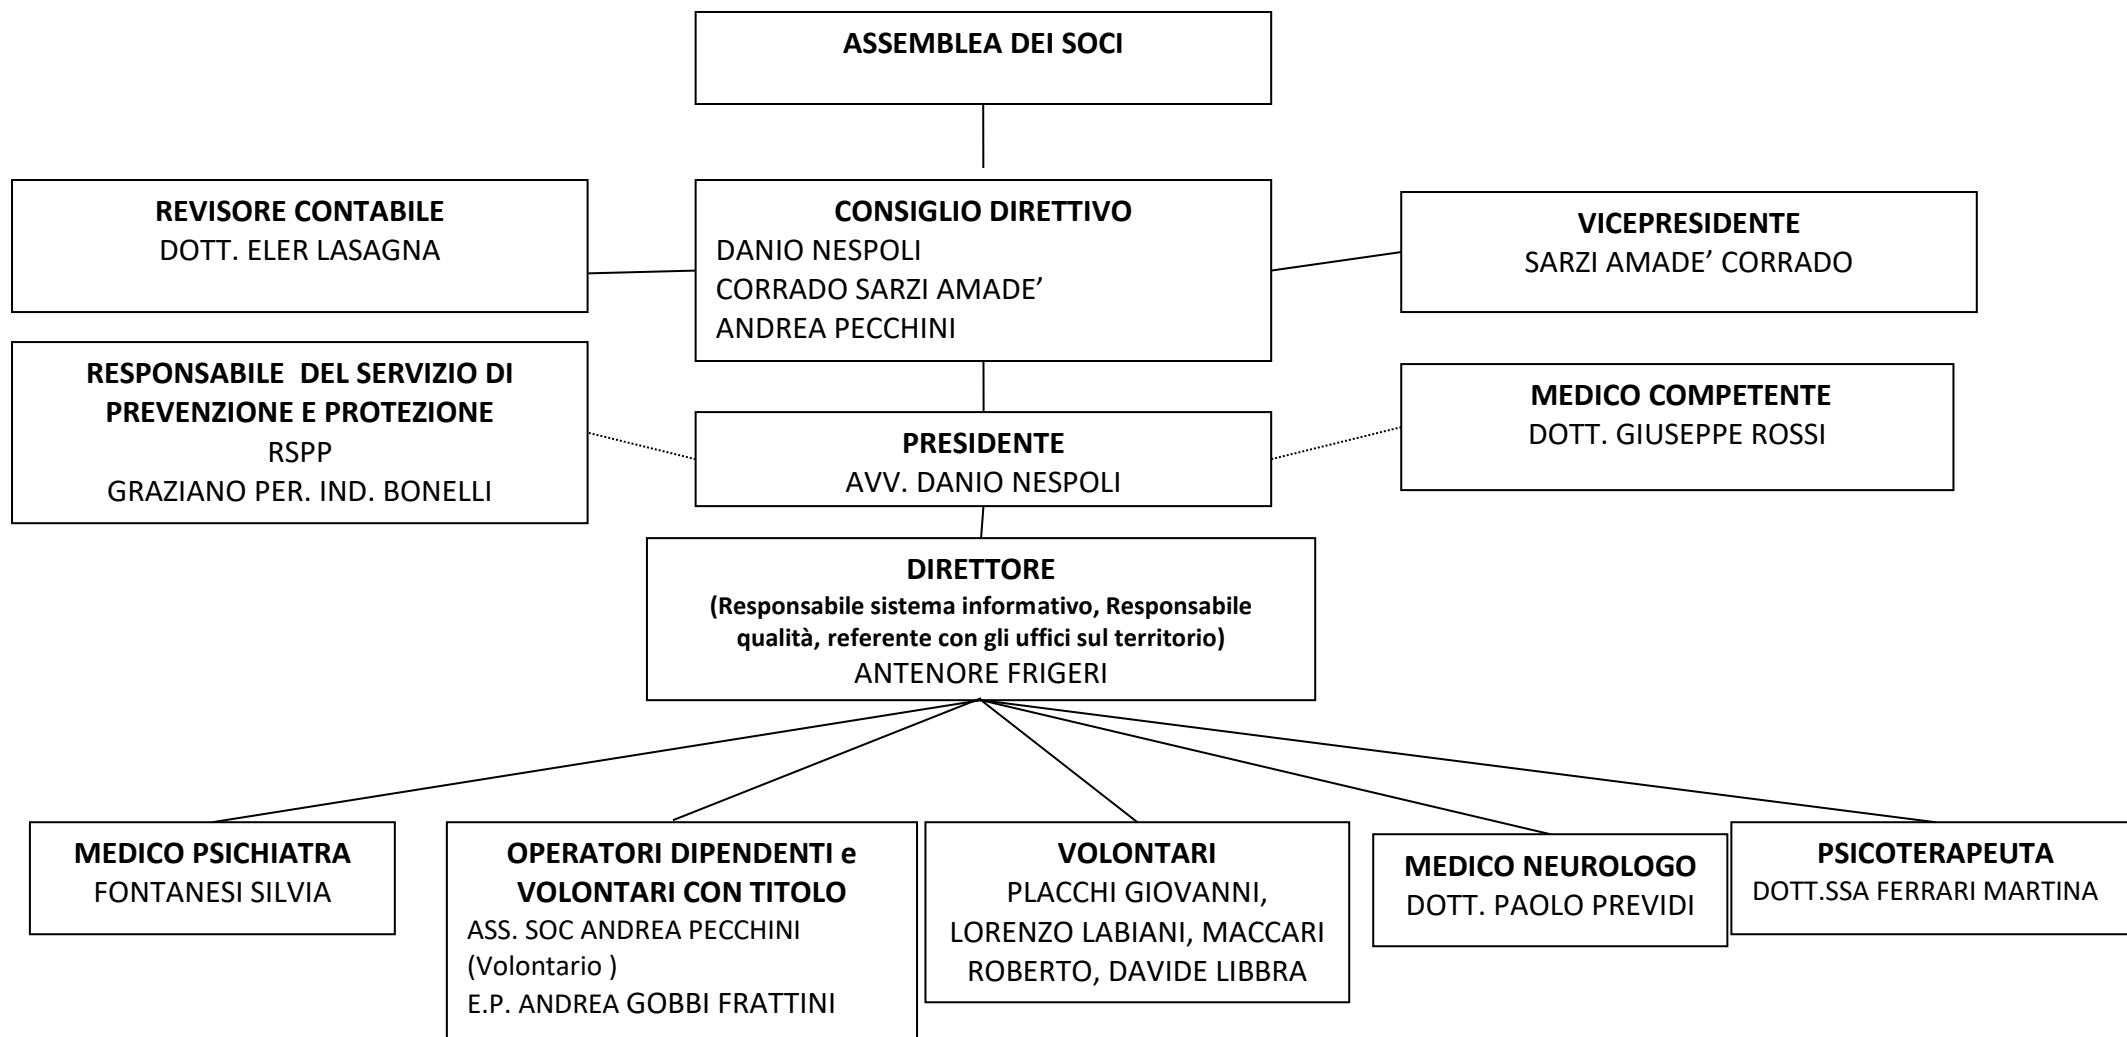 ASSEMBLEA DEI SOCI
REVISORE CONTABILE
DOTT. ELER LASAGNA
CONSIGLIO DIRETTIVO
DANIO NESPOLI
CORRADO SARZI AMADE’
ANDREA PECCHINI
VICEPRESIDENTE
SARZI AMADE’ CORRADO
RESPONSABILE  DEL SERVIZIO DI
PREVENZIONE E PROTEZIONE
RSPP
GRAZIANO PER. IND. BONELLI
PRESIDENTE
AVV. DANIO NESPOLI
MEDICO COMPETENTE
DOTT. GIUSEPPE ROSSI
DIRETTORE
(Responsabile sistema informativo, Responsabile
qualità, referente con gli uffici sul territorio)
ANTENORE FRIGERI
MEDICO PSICHIATRA
FONTANESI SILVIA
OPERATORI DIPENDENTI e
VOLONTARI CON TITOLO
ASS. SOC ANDREA PECCHINI
(Volontario )
E.P. ANDREA GOBBI FRATTINI
VOLONTARI
PLACCHI GIOVANNI,
LORENZO LABIANI, MACCARI
ROBERTO, DAVIDE LIBBRA
MEDICO NEUROLOGO
DOTT. PAOLO PREVIDI
PSICOTERAPEUTA
DOTT.SSA FERRARI MARTINA